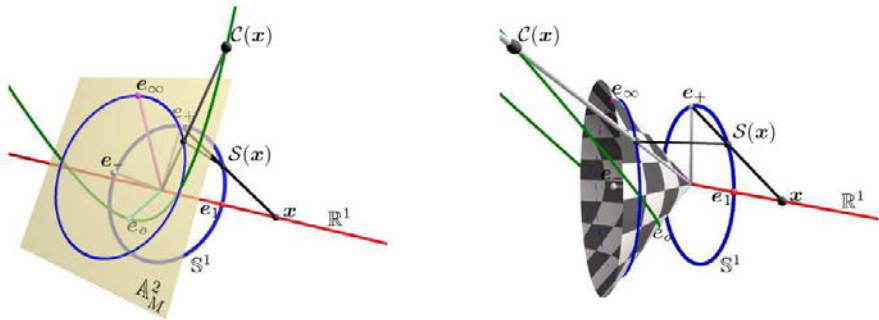 C(x)
e∞
e+
S(x)
e−
e1
x
ℝ¹
eo
𝕊¹
𝔸²M
C(x)
e∞
e+
S(x)
e−
e1
x
ℝ¹
eo
𝕊¹